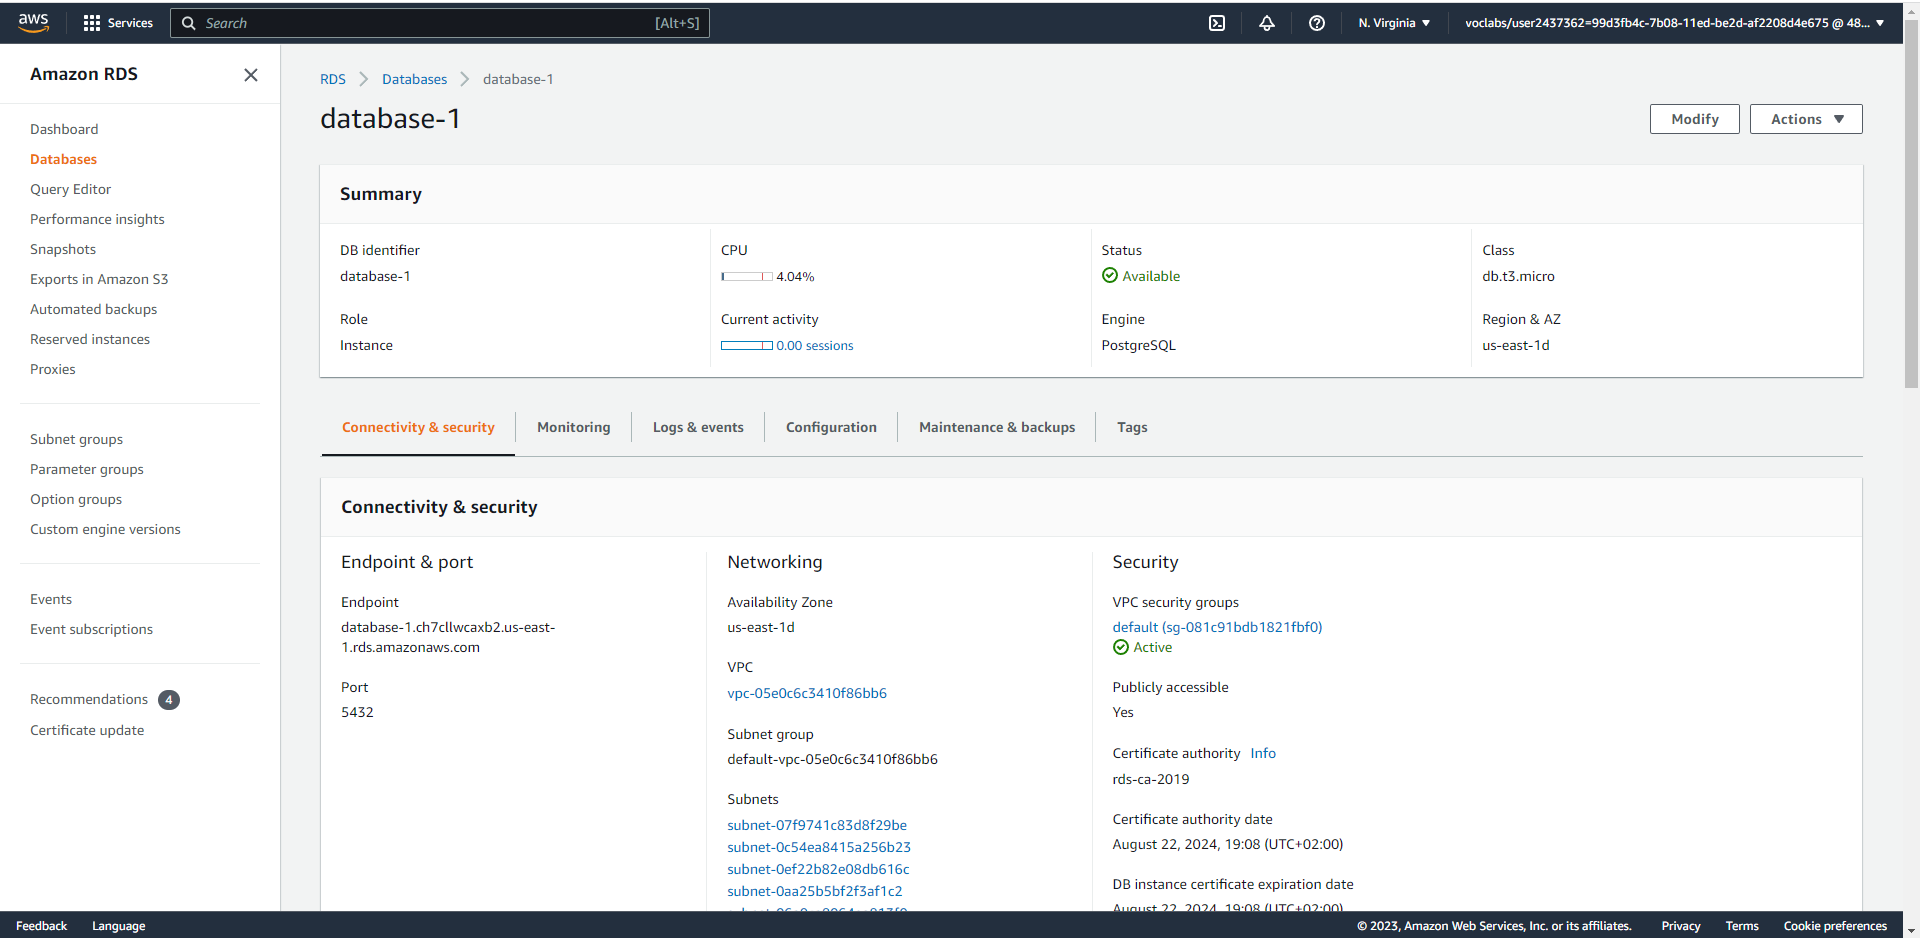 aws
Services
Search
[Alt+S]
N. Virginia
voclabs/user2437362=99d3fb4c-7b08-11ed-be2d-af2208d4e675 @ 48...
Amazon RDS
Dashboard
Databases
Query Editor
Performance insights
Snapshots
Exports in Amazon S3
Automated backups
Reserved instances
Proxies
Subnet groups
Parameter groups
Option groups
Custom engine versions
Events
Event subscriptions
Recommendations 4
Certificate update
RDS
Databases
database-1
database-1
Modify
Actions
Summary
DB identifier
database-1
Role
Instance
CPU
4.04%
Current activity
0.00 sessions
Status
Available
Engine
PostgreSQL
Class
db.t3.micro
Region & AZ
us-east-1d
Connectivity & security
Monitoring
Logs & events
Configuration
Maintenance & backups
Tags
Connectivity & security
Endpoint & port
Endpoint
database-1.ch7cllwcaxb2.us-east-
1.rds.amazonaws.com
Port
5432
Networking
Availability Zone
us-east-1d
VPC
vpc-05e0c6c3410f86bb6
Subnet group
default-vpc-05e0c6c3410f86bb6
Subnets
subnet-07f9741c83d8f29be
subnet-0c54ea8415a256b23
subnet-0ef22b82e08db616c
subnet-0aa25b5bf2f3af1c2
Security
VPC security groups
default (sg-081c91bdb1821fbf0)
Active
Publicly accessible
Yes
Certificate authority Info
rds-ca-2019
Certificate authority date
August 22, 2024, 19:08 (UTC+02:00)
DB instance certificate expiration date
August 22, 2024, 19:08 (UTC+02:00)
Feedback
Language
© 2023, Amazon Web Services, Inc. or its affiliates.
Privacy
Terms
Cookie preferences